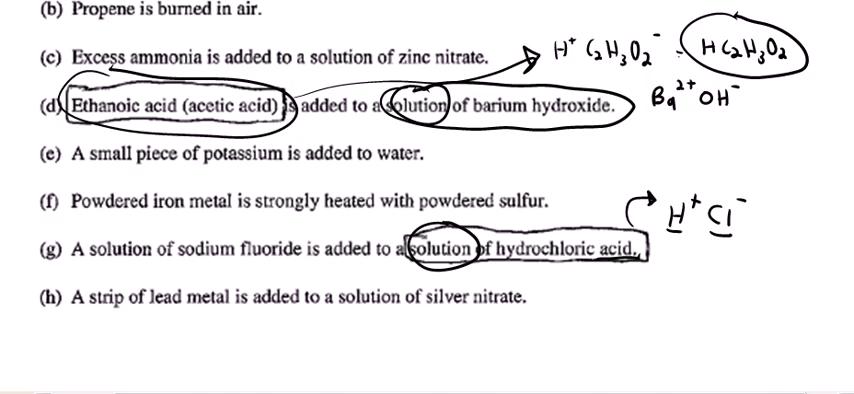 (b) Propene is burned in air.
(c) Excess ammonia is added to a solution of zinc nitrate.
H⁺ C₂H₃O₂⁻ HC₂H₃O₂
(d) Ethanoic acid (acetic acid) is added to a solution of barium hydroxide.
Ba²⁺ OH⁻
(e) A small piece of potassium is added to water.
(f) Powdered iron metal is strongly heated with powdered sulfur.
H⁺ Cl⁻
(g) A solution of sodium fluoride is added to a solution of hydrochloric acid.
(h) A strip of lead metal is added to a solution of silver nitrate.